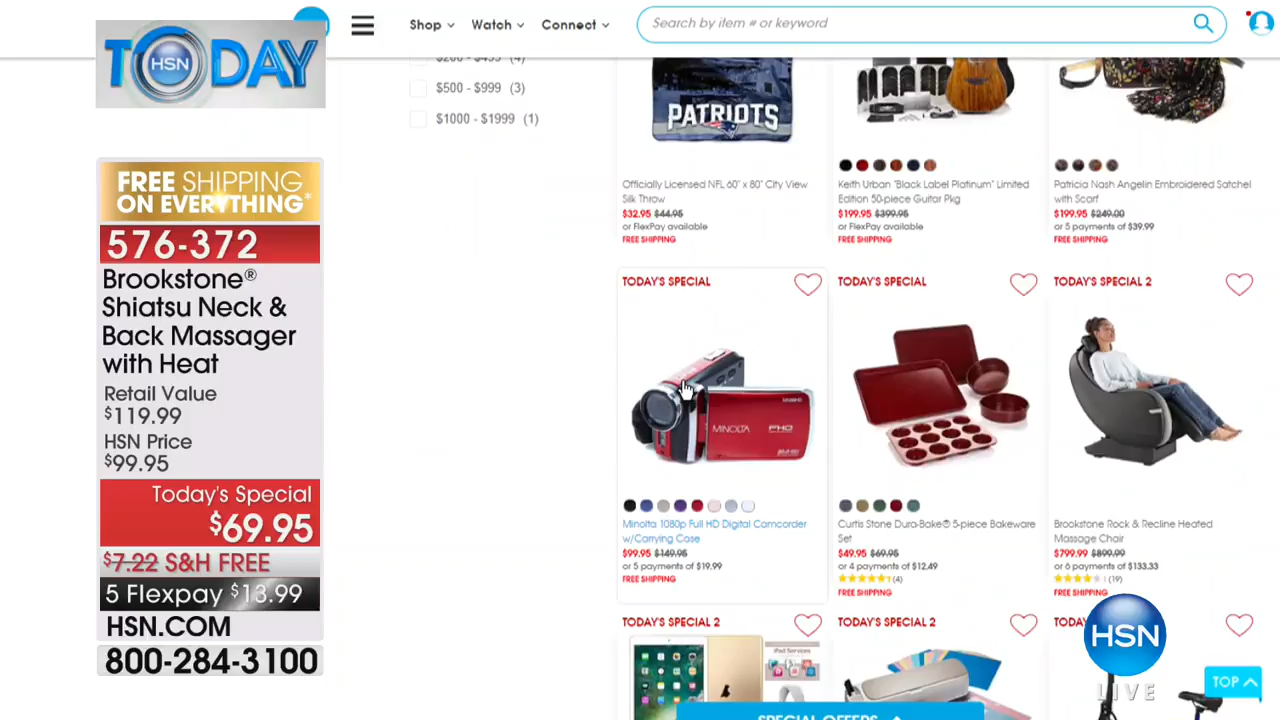 TODAY
HSN
Shop
Watch
Connect
Search by item # or keyword
FREE SHIPPING
ON EVERYTHING*
576-372
Brookstone®
Shiatsu Neck &
Back Massager
with Heat
Retail Value
$119.99
HSN Price
$99.95
Today's Special
$69.95
$7.22 S&H FREE
5 Flexpay $13.99
HSN.COM
800-284-3100
$200 - $499 (4)
$500 - $999 (3)
$1000 - $1999 (1)
PATRIOTS
Officially Licensed NFL 60" x 80" City View
Silk Throw
$32.95 $44.95
or FlexPay available
FREE SHIPPING
Keith Urban "Black Label Platinum" Limited
Edition 50-piece Guitar Pkg
$199.95 $399.95
or FlexPay available
FREE SHIPPING
Patricia Nash Angelin Embroidered Satchel
with Scarf
$199.95 $249.00
or 5 payments of $39.99
FREE SHIPPING
TODAY'S SPECIAL
MINOLTA FHD
Minolta 1080p Full HD Digital Camcorder
w/Carrying Case
$99.95 $149.95
or 5 payments of $19.99
FREE SHIPPING
TODAY'S SPECIAL
Curtis Stone Dura-Bake® 5-piece Bakeware
Set
$49.95 $69.95
or 4 payments of $12.49
(4)
FREE SHIPPING
TODAY'S SPECIAL 2
Brookstone Rock & Recline Heated
Massage Chair
$799.99 $899.99
or 6 payments of $133.33
(19)
FREE SHIPPING
TODAY'S SPECIAL 2
iPad Services
TODAY'S SPECIAL 2
TODA
HSN
LIVE
TOP
SPECIAL OFFERS